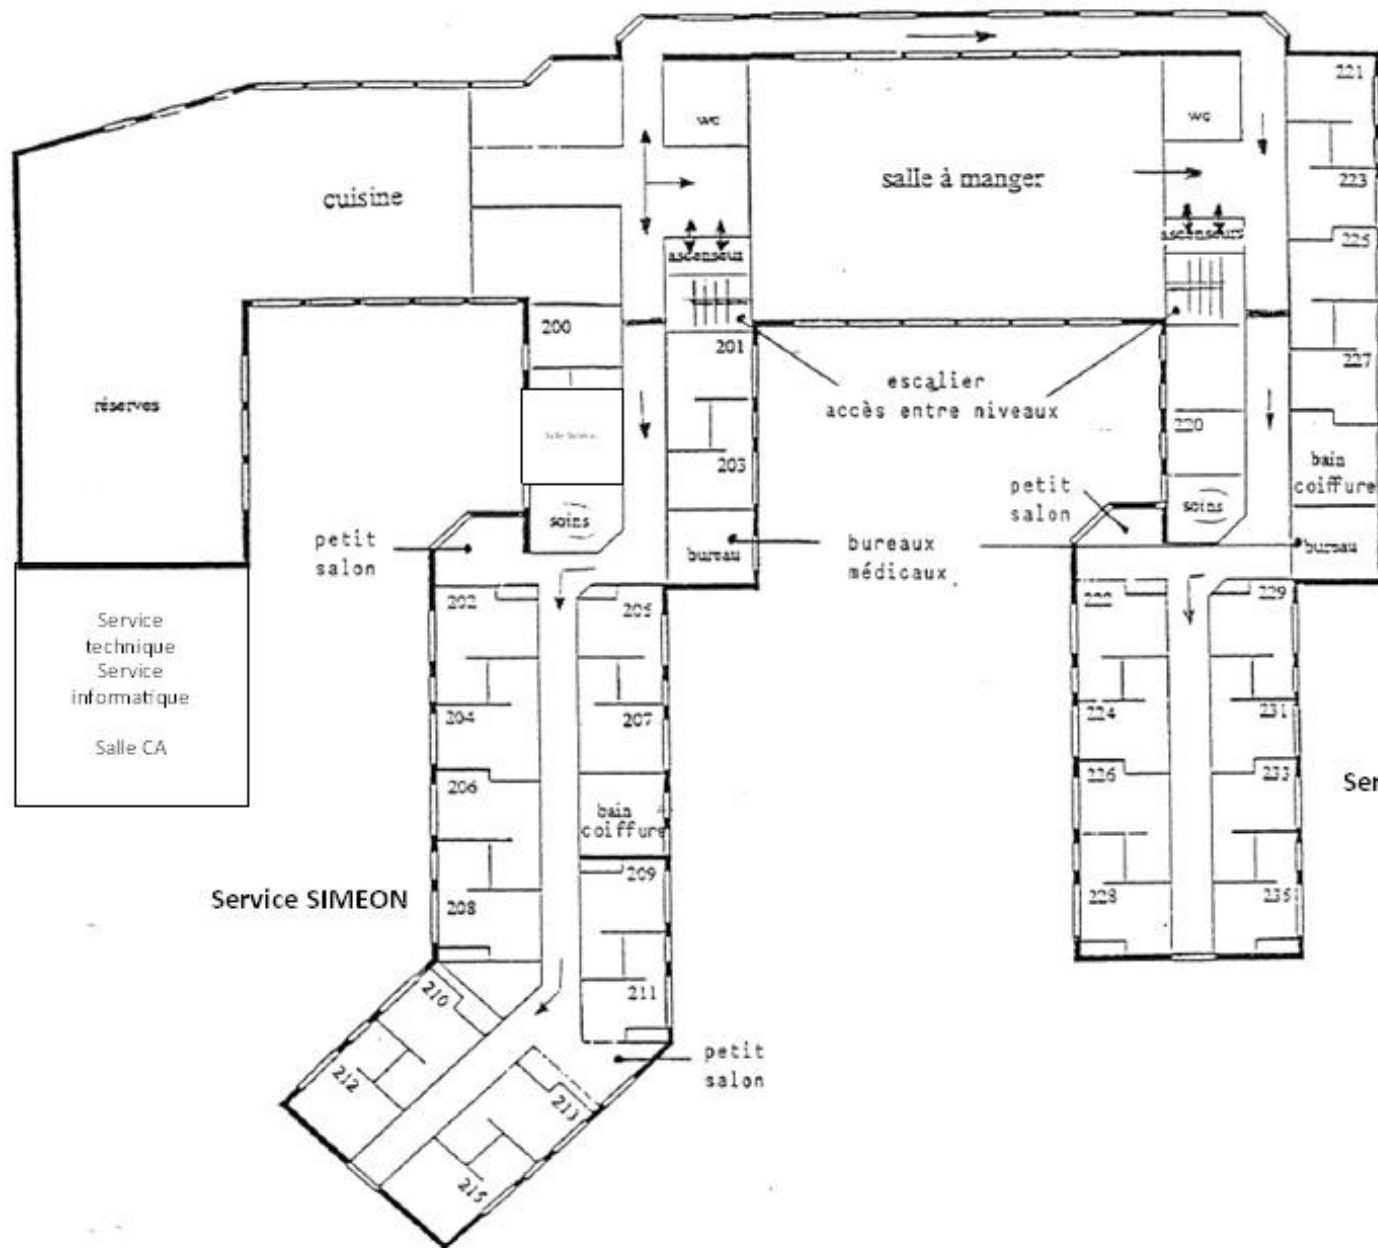 221
wc
wc
salle à manger
223
cuisine
225
ascenseurs
ascenseur
200
201
227
escalier
accès entre niveaux
réserves
220
203
bain
coiffure
petit
salon
soins
soins
petit
salon
bureau
bureaux
médicaux
bureau
202
205
222
229
Service
technique
Service
informatique
Salle CA
204
207
224
231
206
226
233
Ser
bain
coiffure
209
Service SIMEON
208
228
235
210
211
212
petit
salon
213
215